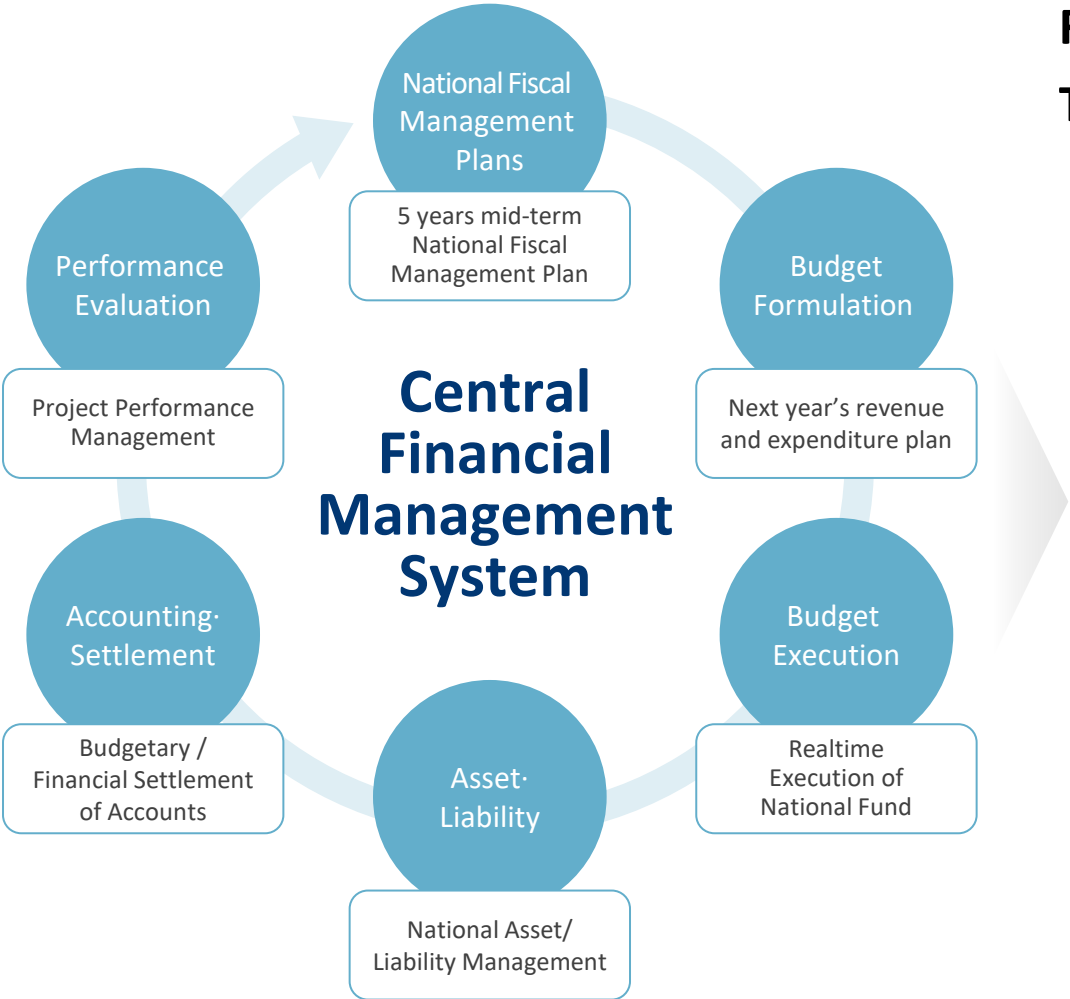 National Fiscal
Management
Plans
5 years mid-term
National Fiscal
Management Plan
Budget
Formulation
Next year’s revenue
and expenditure plan
Budget
Execution
Realtime
Execution of
National Fund
Asset·
Liability
National Asset/
Liability Management
Accounting·
Settlement
Budgetary /
Financial Settlement
of Accounts
Performance
Evaluation
Project Performance
Management
Central
Financial
Management
System